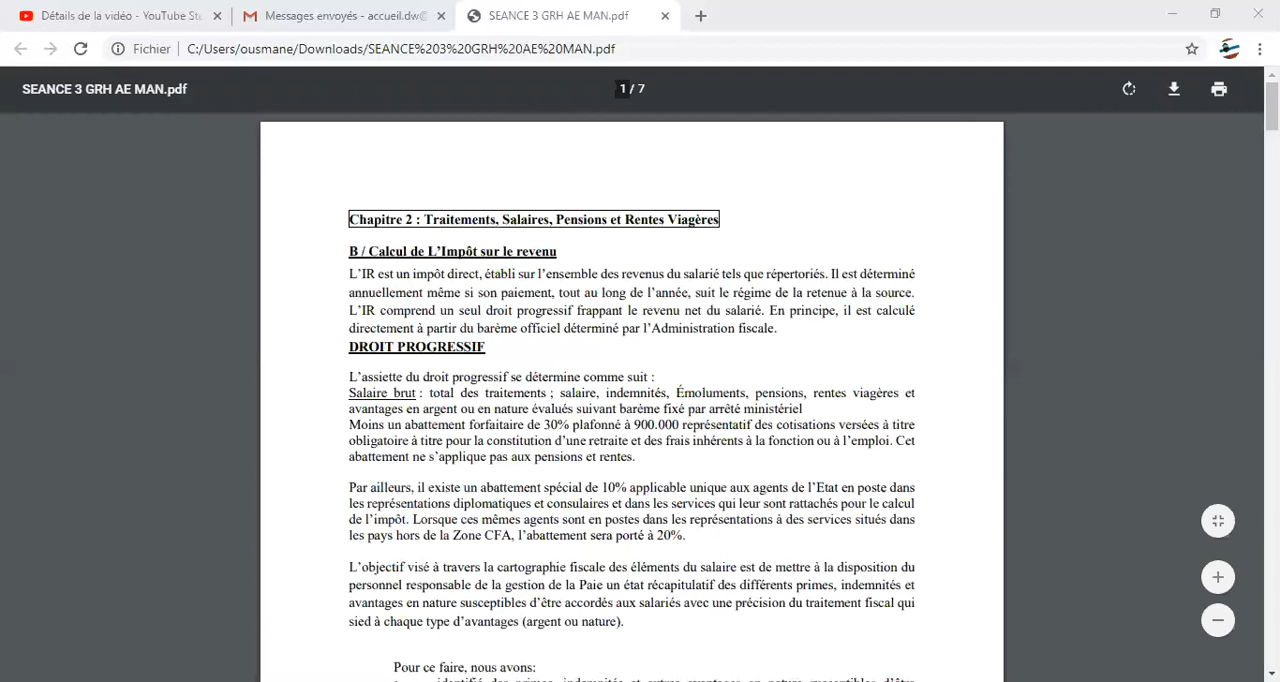 Détails de la vidéo - YouTube Stu
Messages envoyés - accueil.dw@
SEANCE 3 GRH AE MAN.pdf
Fichier
C:/Users/ousmane/Downloads/SEANCE%203%20GRH%20AE%20MAN.pdf
SEANCE 3 GRH AE MAN.pdf
1 / 7
Chapitre 2 : Traitements, Salaires, Pensions et Rentes Viagères
B / Calcul de L’Impôt sur le revenu
L’IR est un impôt direct, établi sur l’ensemble des revenus du salarié tels que répertoriés. Il est déterminé
annuellement même si son paiement, tout au long de l’année, suit le régime de la retenue à la source.
L’IR comprend un seul droit progressif frappant le revenu net du salarié. En principe, il est calculé
directement à partir du barème officiel déterminé par l’Administration fiscale.
DROIT PROGRESSIF
L’assiette du droit progressif se détermine comme suit :
Salaire brut : total des traitements ; salaire, indemnités, Émoluments, pensions, rentes viagères et
avantages en argent ou en nature évalués suivant barème fixé par arrêté ministériel
Moins un abattement forfaitaire de 30% plafonné à 900.000 représentatif des cotisations versées à titre
obligatoire à titre pour la constitution d’une retraite et des frais inhérents à la fonction ou à l’emploi. Cet
abattement ne s’applique pas aux pensions et rentes.
Par ailleurs, il existe un abattement spécial de 10% applicable unique aux agents de l’Etat en poste dans
les représentations diplomatiques et consulaires et dans les services qui leur sont rattachés pour le calcul
de l’impôt. Lorsque ces mêmes agents sont en postes dans les représentations à des services situés dans
les pays hors de la Zone CFA, l’abattement sera porté à 20%.
L’objectif visé à travers la cartographie fiscale des éléments du salaire est de mettre à la disposition du
personnel responsable de la gestion de la Paie un état récapitulatif des différents primes, indemnités et
avantages en nature susceptibles d’être accordés aux salariés avec une précision du traitement fiscal qui
sied à chaque type d’avantages (argent ou nature).
Pour ce faire, nous avons:
identifié des primes, indemnités et autres avantages en nature susceptibles d’être